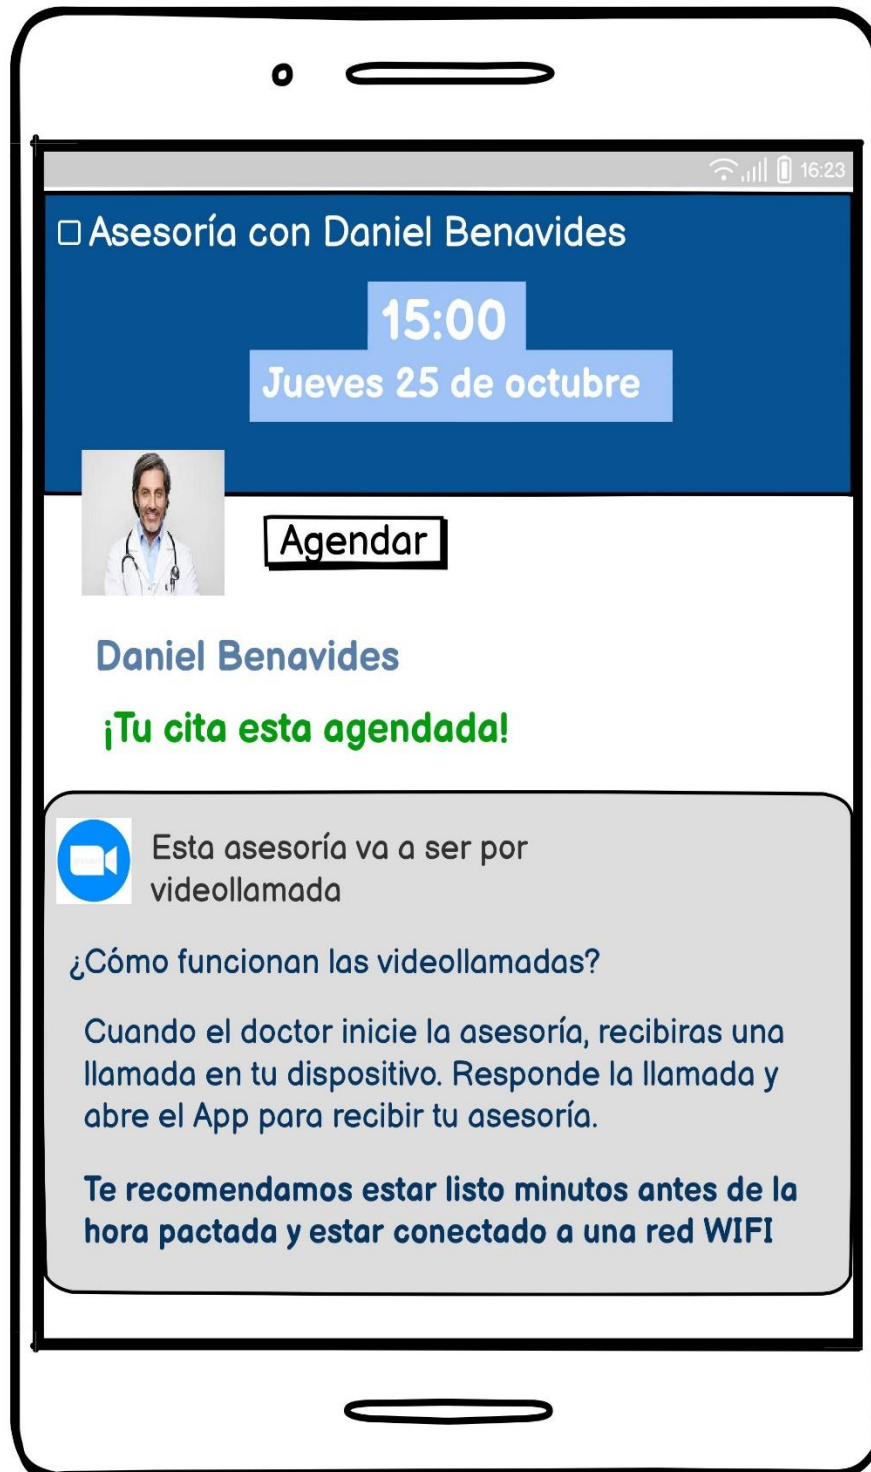 16:23
Asesoría con Daniel Benavides
15:00
Jueves 25 de octubre
Agendar
Daniel Benavides
¡Tu cita esta agendada!
Esta asesoría va a ser por
videollamada
¿Cómo funcionan las videollamadas?
Cuando el doctor inicie la asesoría, recibiras una
llamada en tu dispositivo. Responde la llamada y
abre el App para recibir tu asesoría.
Te recomendamos estar listo minutos antes de la
hora pactada y estar conectado a una red WIFI